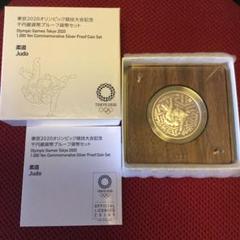 東京2020オリンピック競技大会記念
千円銀貨幣プルーフ貨幣セット
Olympic Games Tokyo 2020
1,000 Yen Commemorative Silver Proof Coin Set
柔道
Judo
TOKYO 2020
東京2020オリンピック競技大会記念
千円銀貨幣プルーフ貨幣セット
Olympic Games Tokyo 2020
1,000 Yen Commemorative Silver Proof Coin Set
柔道
Judo
TOKYO 2020